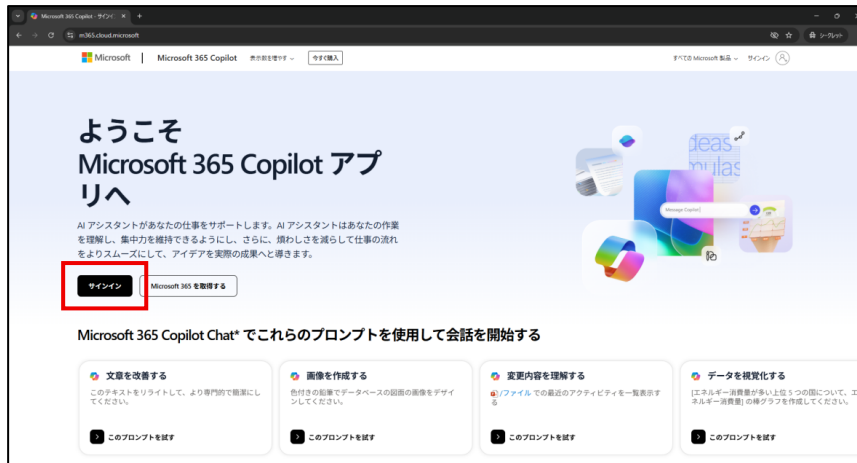 Microsoft 365 Copilot - サインイン
m365.cloud.microsoft
シークレット
Microsoft
Microsoft 365 Copilot
表示数を増やす
今すぐ購入
すべての Microsoft 製品
サインイン
ようこそ
Microsoft 365 Copilot アプ
リへ
AI アシスタントがあなたの仕事をサポートします。AI アシスタントはあなたの作業
を理解し、集中力を維持できるようにし、さらに、煩わしさを減らして仕事の流れ
をよりスムーズにして、アイデアを実際の成果へと導きます。
サインイン
Microsoft 365 を取得する
ideas
mulas
Message Copilot
Microsoft 365 Copilot Chat* でこれらのプロンプトを使用して会話を開始する
文章を改善する
このテキストをリライトして、より専門的で簡潔にし
てください。
このプロンプトを試す
画像を作成する
色付きの鉛筆でデータベースの図面の画像をデザイ
ンしてください。
このプロンプトを試す
変更内容を理解する
/ファイル での最近のアクティビティを一覧表示す
る
このプロンプトを試す
データを視覚化する
[エネルギー消費量が多い上位 5 つの国について、エ
ネルギー消費量] の棒グラフを作成してください。
このプロンプトを試す